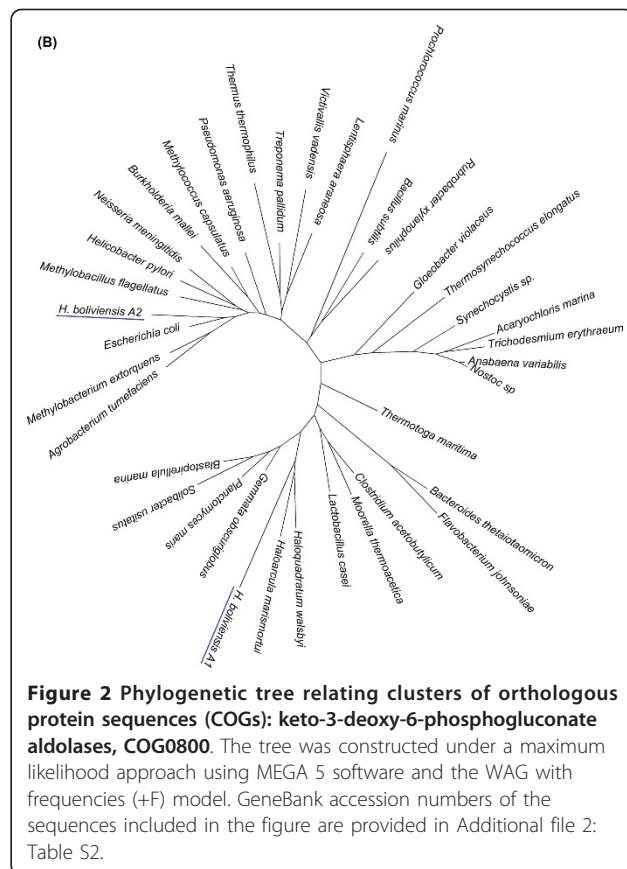 (B)
Prochlorococcus marinus
Lentisphaera araneosa
Victivallis vadensis
Treponema pallidum
Thermus thermophilus
Pseudomonas aeruginosa
Methylococcus capsulatus
Burkholderia mallei
Neisseria meningitidis
Helicobacter pylori
Methylobacillus flagellatus
H. boliviensis A2
Escherichia coli
Methylobacterium extorquens
Agrobacterium tumefaciens
Bacillus subtilis
Rubrobacter xylanophilus
Gloeobacter violaceus
Thermosynechococcus elongatus
Synechocystis sp.
Acaryochloris marina
Trichodesmium erythraeum
Anabaena variabilis
Nostoc sp
Thermotoga maritima
Bacteroides thetaiotaomicron
Flavobacterium johnsoniae
Clostridium acetobutylicum
Moorella thermoacetica
Lactobacillus casei
Haloquadratum walsbyi
Haloarcula marismortui
H. boliviensis A1
Gemmata obscuriglobus
Planctomyces maris
Solibacter usitatus
Blastopirellula marina
Figure 2 Phylogenetic tree relating clusters of orthologous
protein sequences (COGs): keto-3-deoxy-6-phosphogluconate
aldolases, COG0800. The tree was constructed under a maximum
likelihood approach using MEGA 5 software and the WAG with
frequencies (+F) model. GeneBank accession numbers of the
sequences included in the figure are provided in Additional file 2:
Table S2.